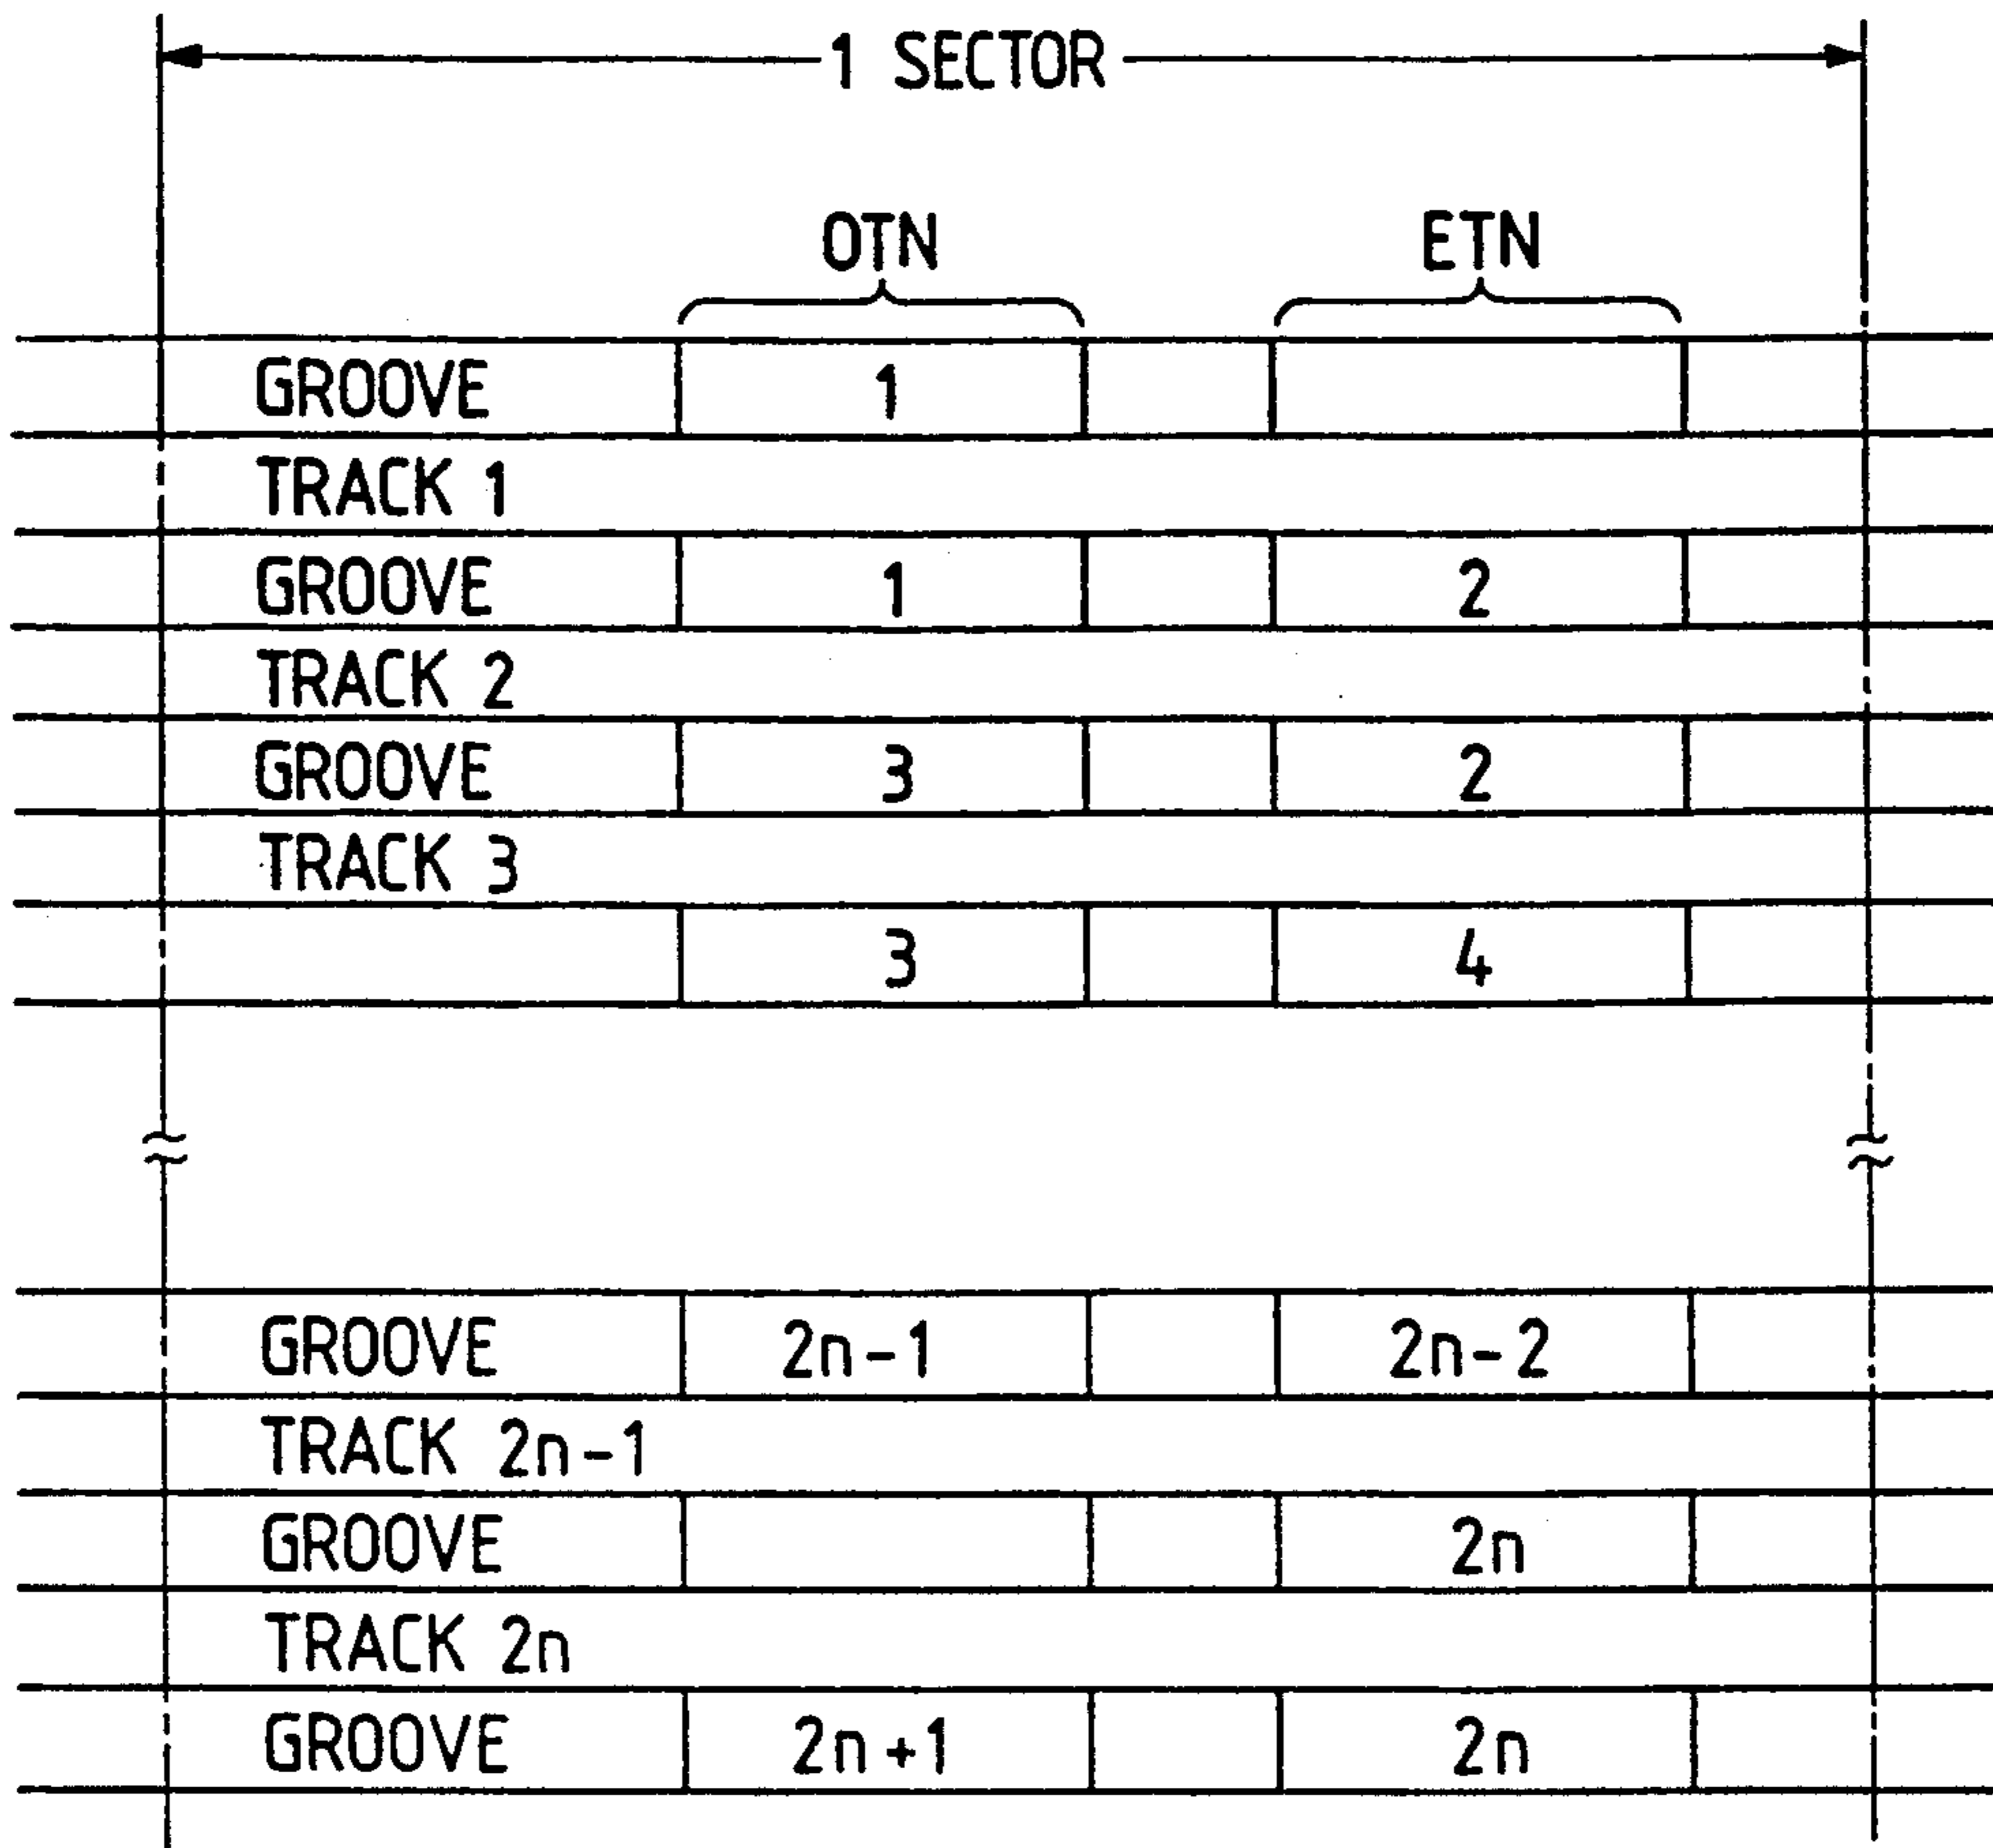 1 SECTOR
OTN ETN
GROOVE 1
TRACK 1
GROOVE 1 2
TRACK 2
GROOVE 3 2
TRACK 3
3 4
GROOVE 2n-1 2n-2
TRACK 2n-1
GROOVE 2n
TRACK 2n
GROOVE 2n+1 2n